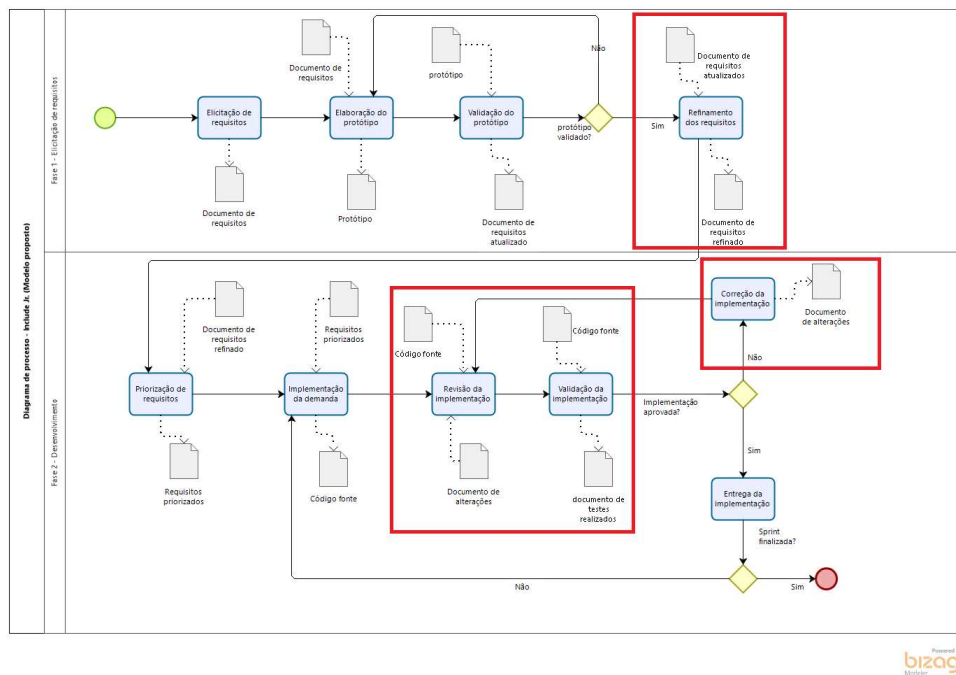 Diagrama de processo - Include Jr. (Modelo proposto)
Fase 1 - Elicitação de requisitos
Não
Documento de
requisitos
protótipo
Documento de
requisitos
atualizados
Elicitação de
requisitos
Elaboração do
protótipo
Validação do
protótipo
protótipo
validado?
Sim
Refinamento
dos requisitos
Documento de
requisitos
Protótipo
Documento de
requisitos
atualizado
Documento de
requisitos
refinado
Fase 2 - Desenvolvimento
Correção da
implementação
Documento
de alterações
Documento de
requisitos
refinado
Requisitos
priorizados
Código fonte
Código fonte
Não
Priorização de
requisitos
Implementação
da demanda
Revisão da
implementação
Validação da
implementação
Implementação
aprovada?
Sim
Requisitos
priorizados
Código fonte
Documento de
alterações
documento de
testes
realizados
Entrega da
implementação
Sprint
finalizada?
Não
Sim
Powered
bizag
Modeler